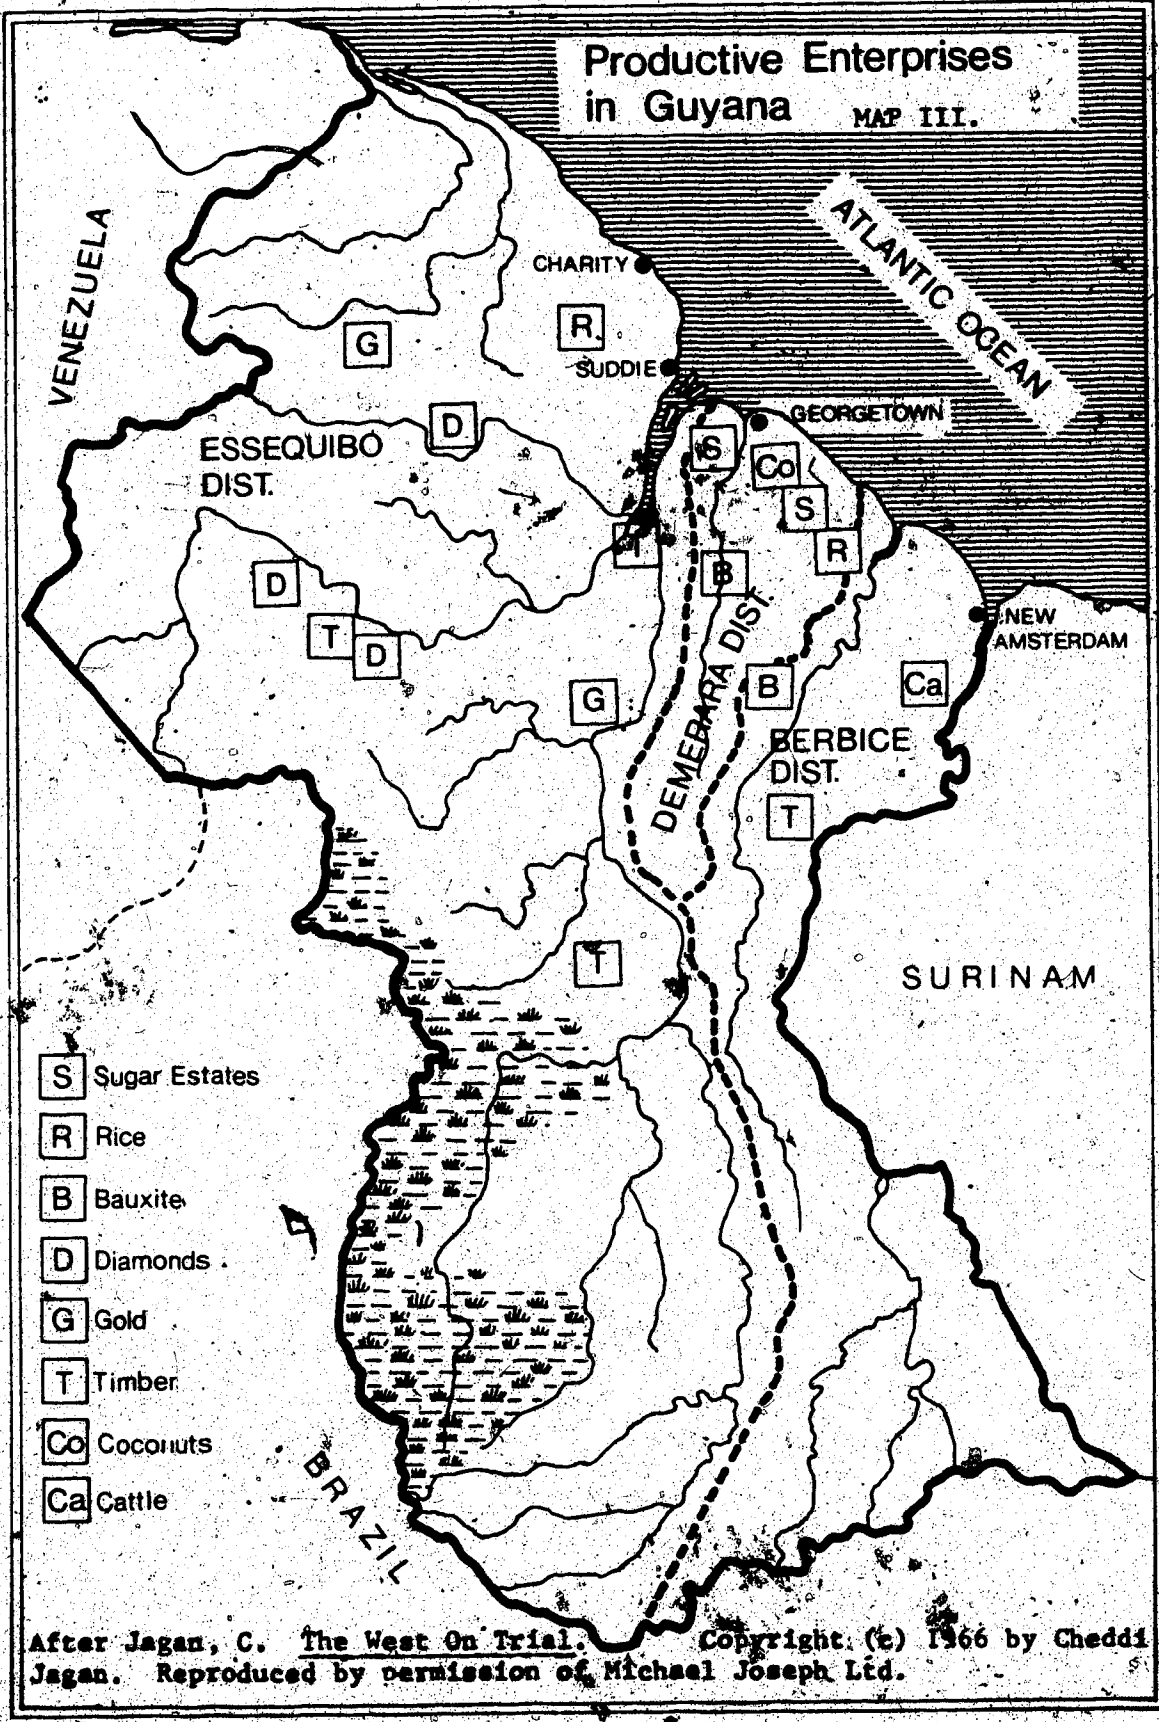 Productive Enterprises
in Guyana MAP III.
ATLANTIC OCEAN
VENEZUELA
CHARITY
R
G
SUDDIE
D
GEORGETOWN
ESSEQUIBO
DIST.
S
Co
S
R
T
B
D
T
D
DEMERARA DIST.
NEW
AMSTERDAM
G
B
Ca
BERBICE
DIST.
T
T
SURINAM
S Sugar Estates
R Rice
B Bauxite
D Diamonds
G Gold
T Timber
Co Coconuts
Ca Cattle
BRAZIL
After Jagan, C. The West On Trial. Copyright (c) 1966 by Cheddi
Jagan. Reproduced by permission of Michael Joseph Ltd.